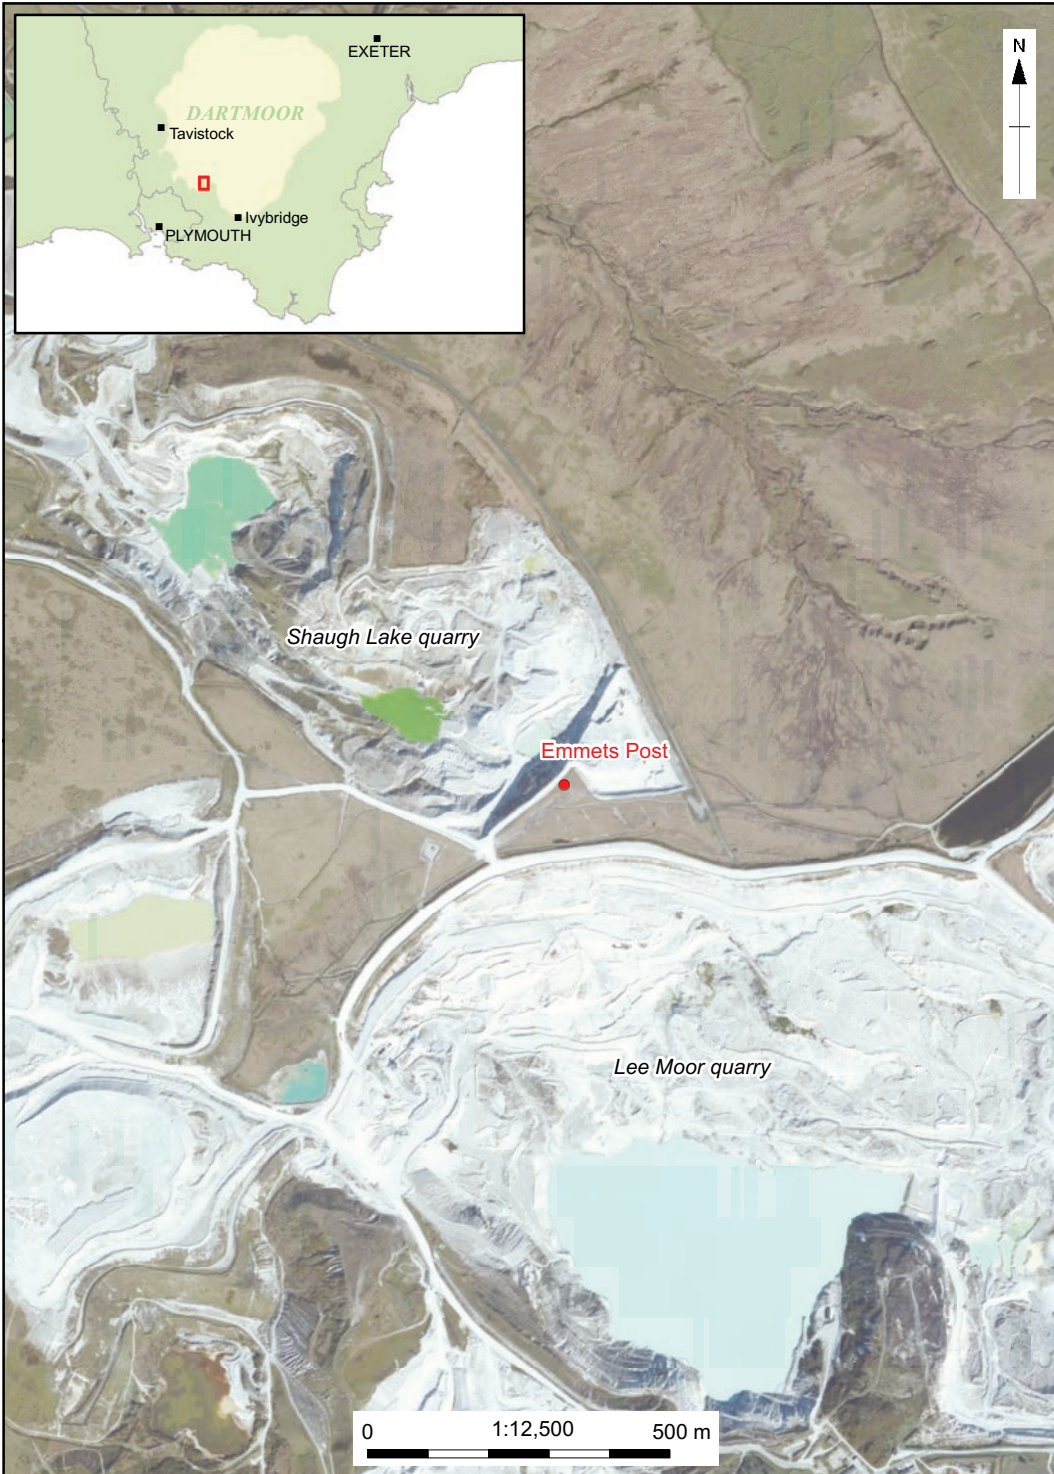 EXETER
DARTMOOR
Tavistock
Ivybridge
PLYMOUTH
N
Shaugh Lake quarry
Emmets Post
Lee Moor quarry
0 1:12,500 500 m